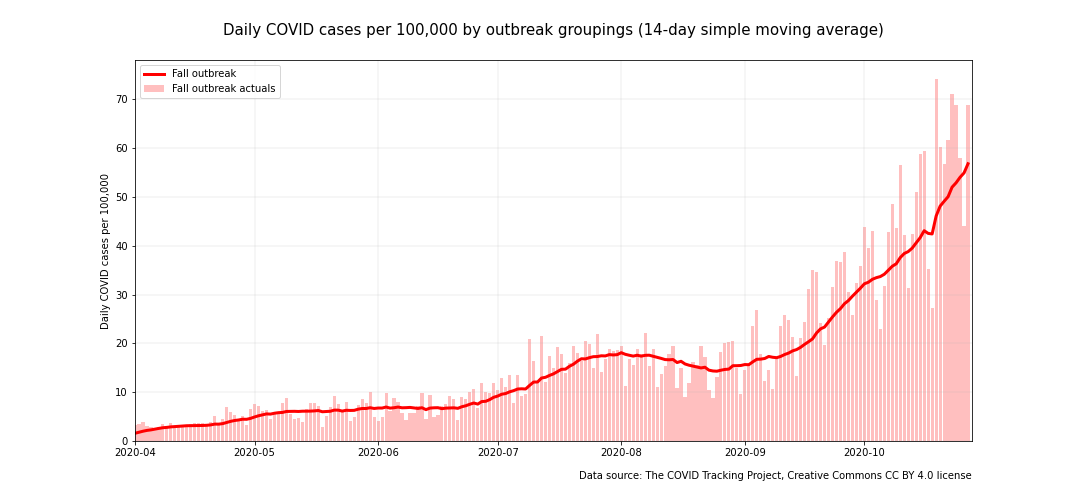 Daily COVID cases per 100,000 by outbreak groupings (14-day simple moving average)
Fall outbreak
Fall outbreak actuals
Daily COVID cases per 100,000
70
60
50
40
30
20
10
0
2020-04 2020-05 2020-06 2020-07 2020-08 2020-09 2020-10
Data source: The COVID Tracking Project, Creative Commons CC BY 4.0 license